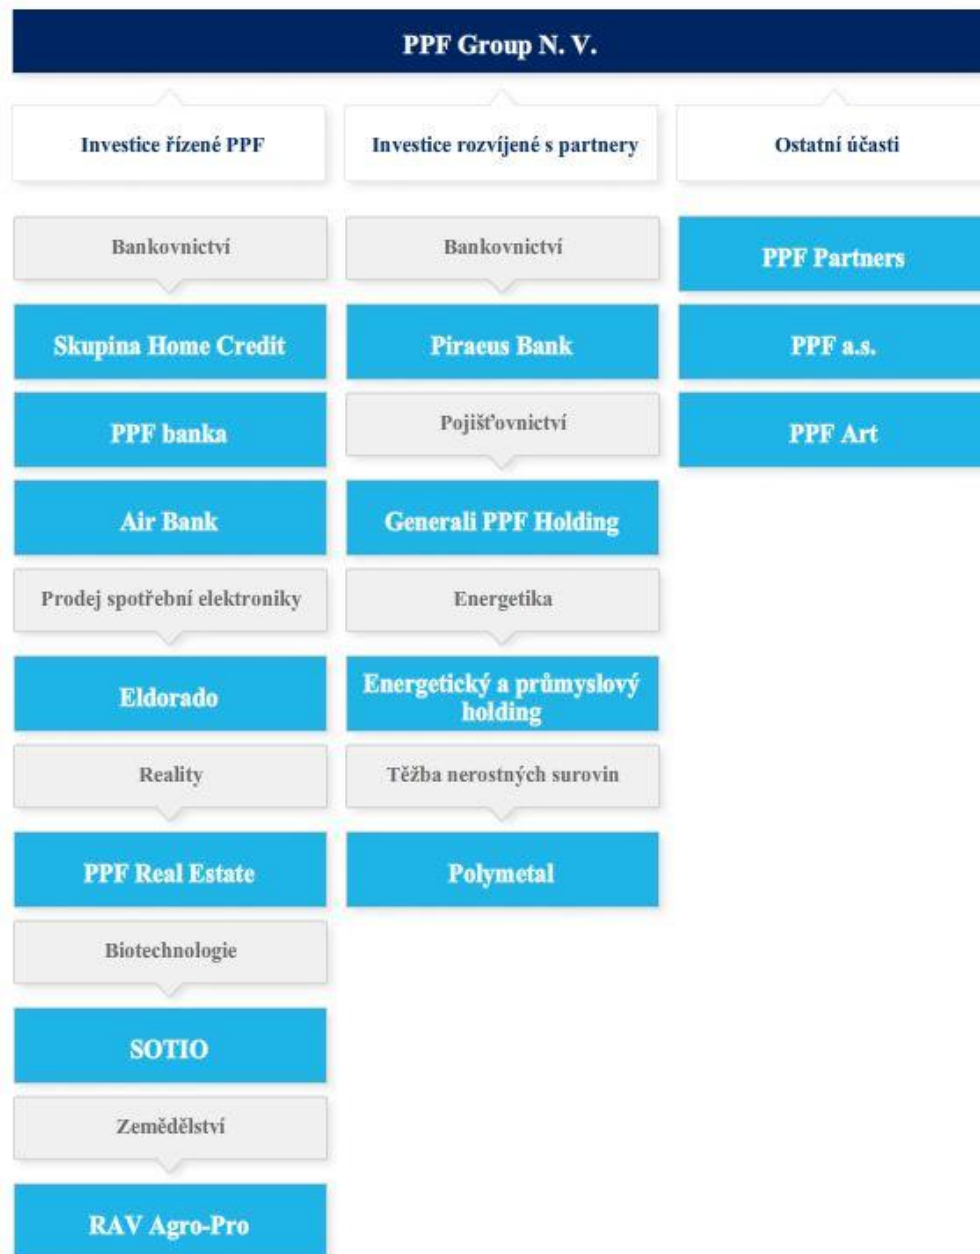 PPF Group N. V.
Investice řízené PPF
Investice rozvíjené s partnery
Ostatní účasti
Bankovnictví
Skupina Home Credit
PPF banka
Air Bank
Prodej spotřební elektroniky
Eldorado
Reality
PPF Real Estate
Biotechnologie
SOTIO
Zemědělství
RAV Agro-Pro
Bankovnictví
Piraeus Bank
Pojišťovnictví
Generali PPF Holding
Energetika
Energetický a průmyslový
holding
Těžba nerostných surovin
Polymetal
PPF Partners
PPF a.s.
PPF Art